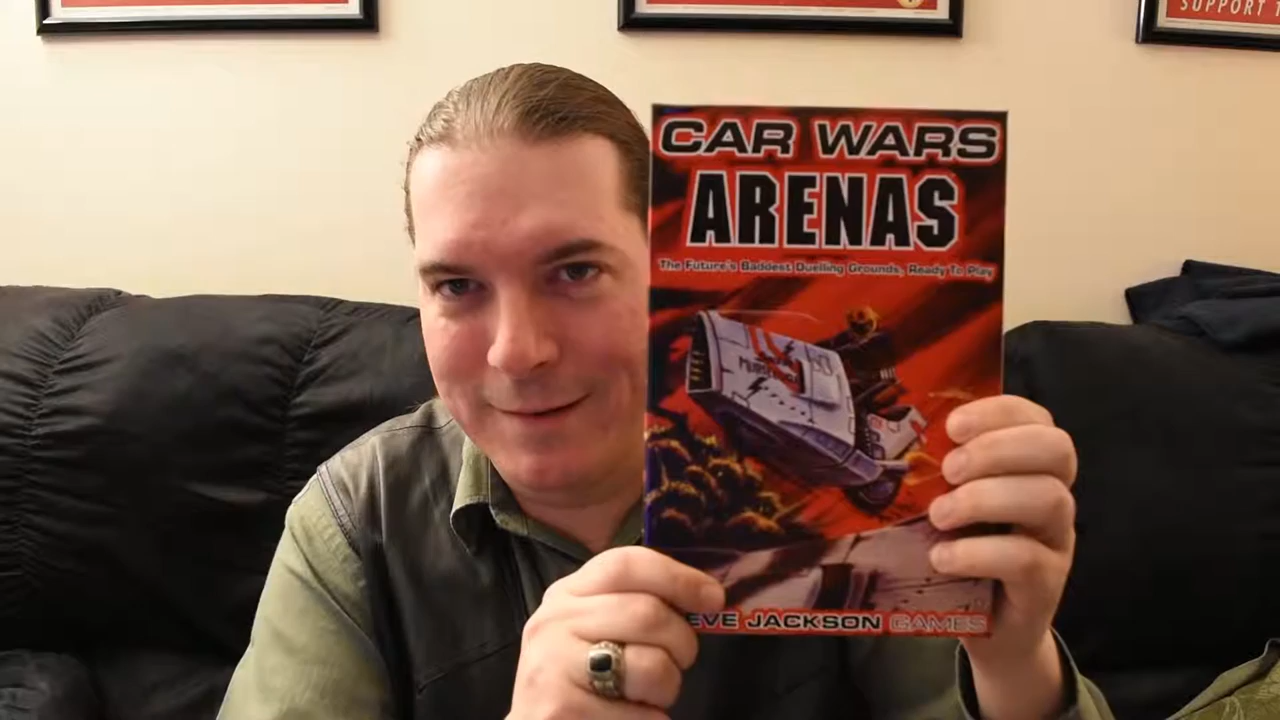 SUPPORT
CAR WARS
ARENAS
The Future's Baddest Duelling Grounds, Ready To Play
EVE JACKSON GAMES